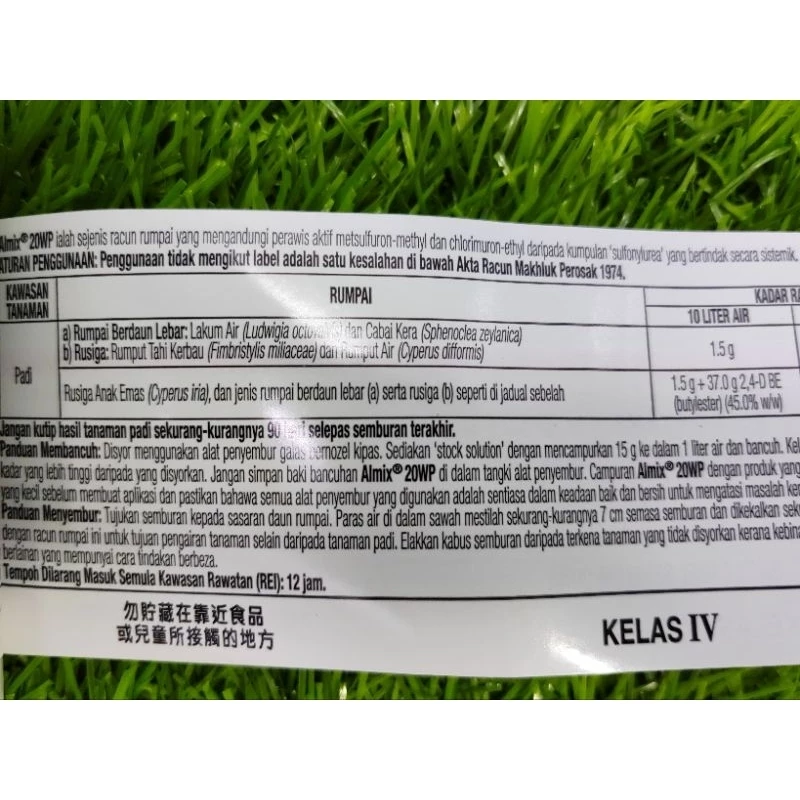 Almix® 20WP ialah sejenis racun rumpai yang mengandungi perawis aktif metsulfuron-methyl dan chlorimuron-ethyl daripada kumpulan 'sulfonylurea' yang bertindak secara sistemik.
ATURAN PENGGUNAAN: Penggunaan tidak mengikut label adalah satu kesalahan di bawah Akta Racun Makhluk Perosak 1974.
KAWASAN TANAMAN
RUMPAI
KADAR
10 LITER AIR
Padi
a) Rumpai Berdaun Lebar: Lakum Air (Ludwigia dan Cabai Kera (Sphenoclea zeylanica)
b) Rusiga: Rumput Tahi Kerbau (Fimbristylis miliaceae) dan Rumput Air (Cyperus difformis)
1.5 g
Rusiga Anak Emas (Cyperus iria), dan jenis rumpai berdaun lebar (a) serta rusiga (b) seperti di jadual sebelah
1.5 g + 37.0 g 2,4-D BE
(butylester) (45.0% w/w)
Jangan kutip hasil tanaman padi sekurang-kurangnya 90 selepas semburan terakhir.
Panduan Membancuh: Disyor menggunakan alat penyembur galas bernozel kipas. Sediakan 'stock solution' dengan mencampurkan 15 g ke dalam 1 liter air dan bancuh.
kadar yang lebih tinggi daripada yang disyorkan. Jangan simpan baki bancuhan Almix® 20WP di dalam tangki alat penyembur. Campuran Almix® 20WP dengan produk yang
yang kecil sebelum membuat aplikasi dan pastikan bahawa semua alat penyembur yang digunakan adalah sentiasa dalam keadaan baik dan bersih untuk mengatasi masalah
Panduan Menyembur: Tujukan semburan kepada sasaran daun rumpai. Paras air di dalam sawah mestilah sekurang-kurangnya 7 cm semasa semburan dan dikekalkan
dengan racun rumpai ini untuk tujuan pengairan tanaman selain daripada tanaman padi. Elakkan kabus semburan daripada terkena tanaman yang tidak disyorkan kerana
berlainan yang mempunyai cara tindakan berbeza.
Tempoh Dilarang Masuk Semula Kawasan Rawatan (REI): 12 jam.
勿貯藏在靠近食品
或兒童所接觸的地方
KELAS IV